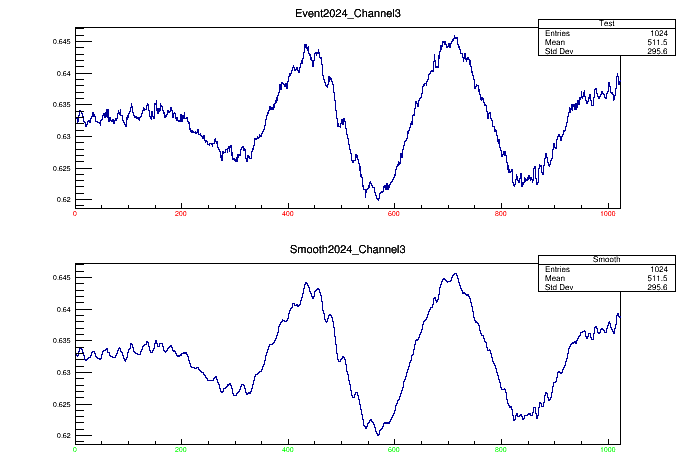 Event2024_Channel3
Test
Entries 1024
Mean 511.5
Std Dev 295.6
0.645
0.64
0.635
0.63
0.625
0.62
0 200 400 600 800 1000
Smooth2024_Channel3
Smooth
Entries 1024
Mean 511.5
Std Dev 295.6
0.645
0.64
0.635
0.63
0.625
0.62
0 200 400 600 800 1000